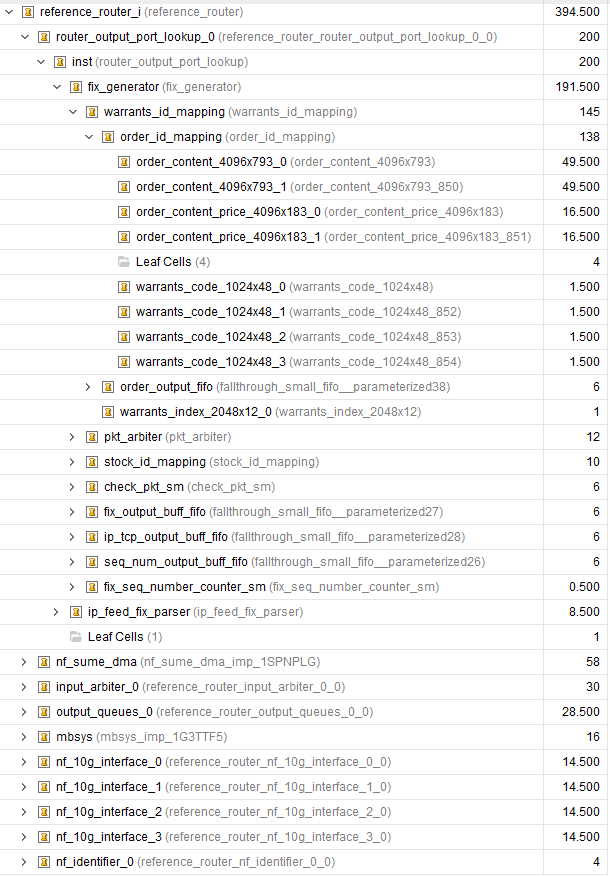 reference_router_i (reference_router) 394.500
router_output_port_lookup_0 (reference_router_router_output_port_lookup_0_0) 200
inst (router_output_port_lookup) 200
fix_generator (fix_generator) 191.500
warrants_id_mapping (warrants_id_mapping) 145
order_id_mapping (order_id_mapping) 138
order_content_4096x793_0 (order_content_4096x793) 49.500
order_content_4096x793_1 (order_content_4096x793_850) 49.500
order_content_price_4096x183_0 (order_content_price_4096x183) 16.500
order_content_price_4096x183_1 (order_content_price_4096x183_851) 16.500
Leaf Cells (4) 4
warrants_code_1024x48_0 (warrants_code_1024x48) 1.500
warrants_code_1024x48_1 (warrants_code_1024x48_852) 1.500
warrants_code_1024x48_2 (warrants_code_1024x48_853) 1.500
warrants_code_1024x48_3 (warrants_code_1024x48_854) 1.500
order_output_fifo (fallthrough_small_fifo__parameterized38) 6
warrants_index_2048x12_0 (warrants_index_2048x12) 1
pkt_arbiter (pkt_arbiter) 12
stock_id_mapping (stock_id_mapping) 10
check_pkt_sm (check_pkt_sm) 6
fix_output_buff_fifo (fallthrough_small_fifo__parameterized27) 6
ip_tcp_output_buff_fifo (fallthrough_small_fifo__parameterized28) 6
seq_num_output_buff_fifo (fallthrough_small_fifo__parameterized26) 6
fix_seq_number_counter_sm (fix_seq_number_counter_sm) 0.500
ip_feed_fix_parser (ip_feed_fix_parser) 8.500
Leaf Cells (1) 1
nf_sume_dma (nf_sume_dma_imp_1SPNPLG) 58
input_arbiter_0 (reference_router_input_arbiter_0_0) 30
output_queues_0 (reference_router_output_queues_0_0) 28.500
mbsys (mbsys_imp_1G3TTF5) 16
nf_10g_interface_0 (reference_router_nf_10g_interface_0_0) 14.500
nf_10g_interface_1 (reference_router_nf_10g_interface_1_0) 14.500
nf_10g_interface_2 (reference_router_nf_10g_interface_2_0) 14.500
nf_10g_interface_3 (reference_router_nf_10g_interface_3_0) 14.500
nf_identifier_0 (reference_router_nf_identifier_0_0) 4